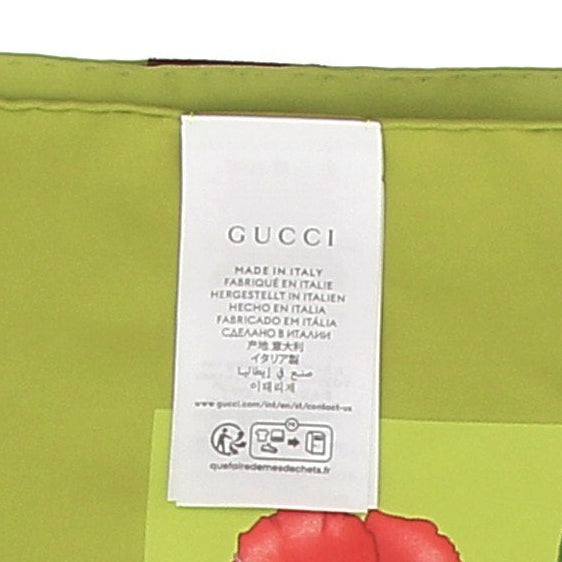 GUCCI
MADE IN ITALY
FABRIQUÉ EN ITALIE
HERGESTELLT IN ITALIEN
HECHO EN ITALIA
FABRICADO EM ITÁLIA
СДЕЛАНО В ИТАЛИИ
产地 意大利
イタリア製
صنع في إيطاليا
이태리제
www.gucci.com/int/en/st/contact-us
quefairedemesdechets.fr